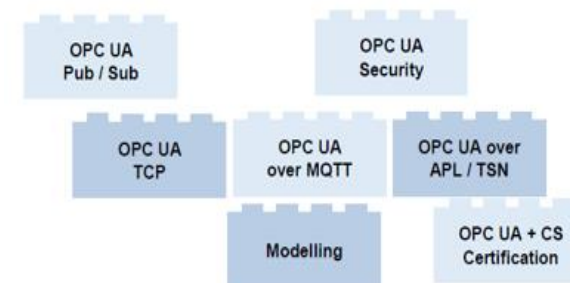 OPC UA
Pub / Sub
OPC UA
Security
OPC UA
TCP
OPC UA
over MQTT
OPC UA over
APL / TSN
Modelling
OPC UA + CS
Certification